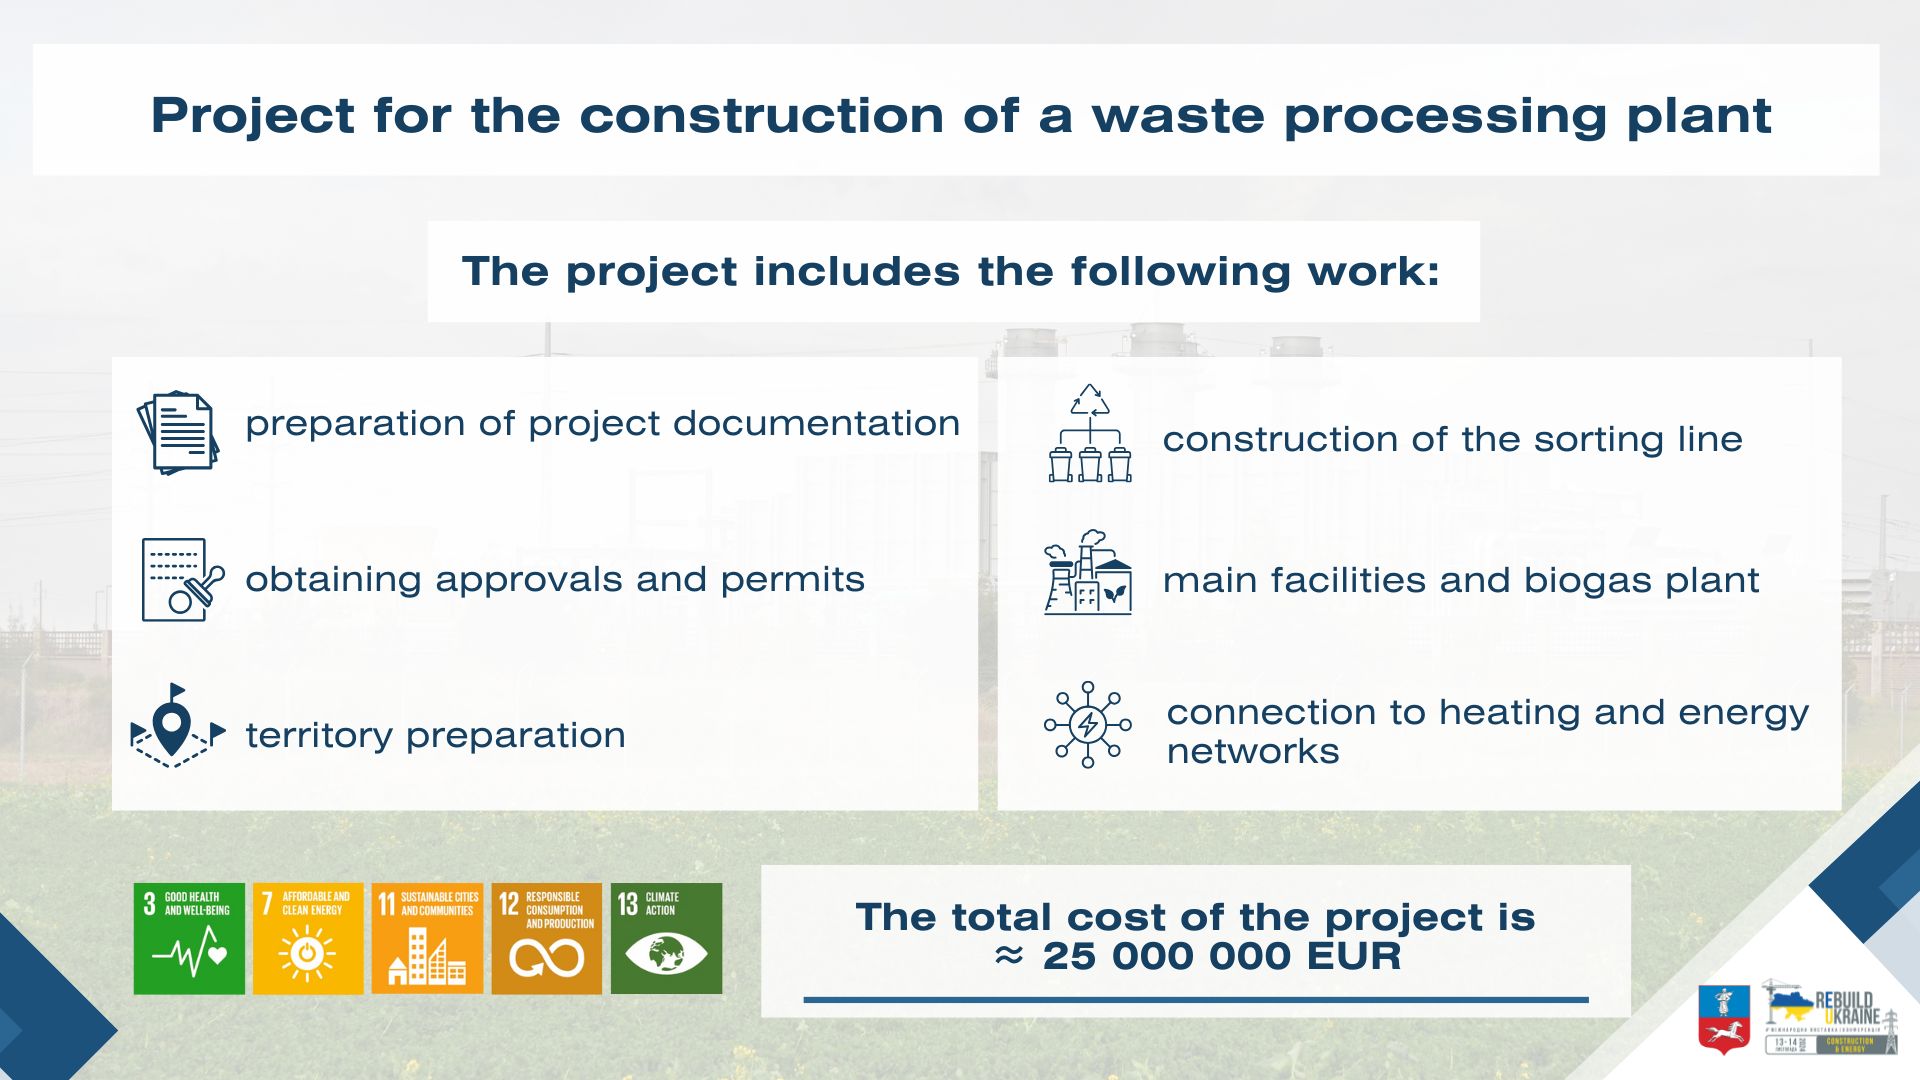 Project for the construction of a waste processing plant
The project includes the following work:
preparation of project documentation
obtaining approvals and permits
territory preparation
construction of the sorting line
main facilities and biogas plant
connection to heating and energy
networks
3 GOOD HEALTH
AND WELL-BEING
7 AFFORDABLE AND
CLEAN ENERGY
11 SUSTAINABLE CITIES
AND COMMUNITIES
12 RESPONSIBLE
CONSUMPTION
AND PRODUCTION
13 CLIMATE
ACTION
The total cost of the project is
≈ 25 000 000 EUR
REBUILD
UKRAINE
13-14
ЛИСТОПАДА
2024
CONSTRUCTION
& ENERGY